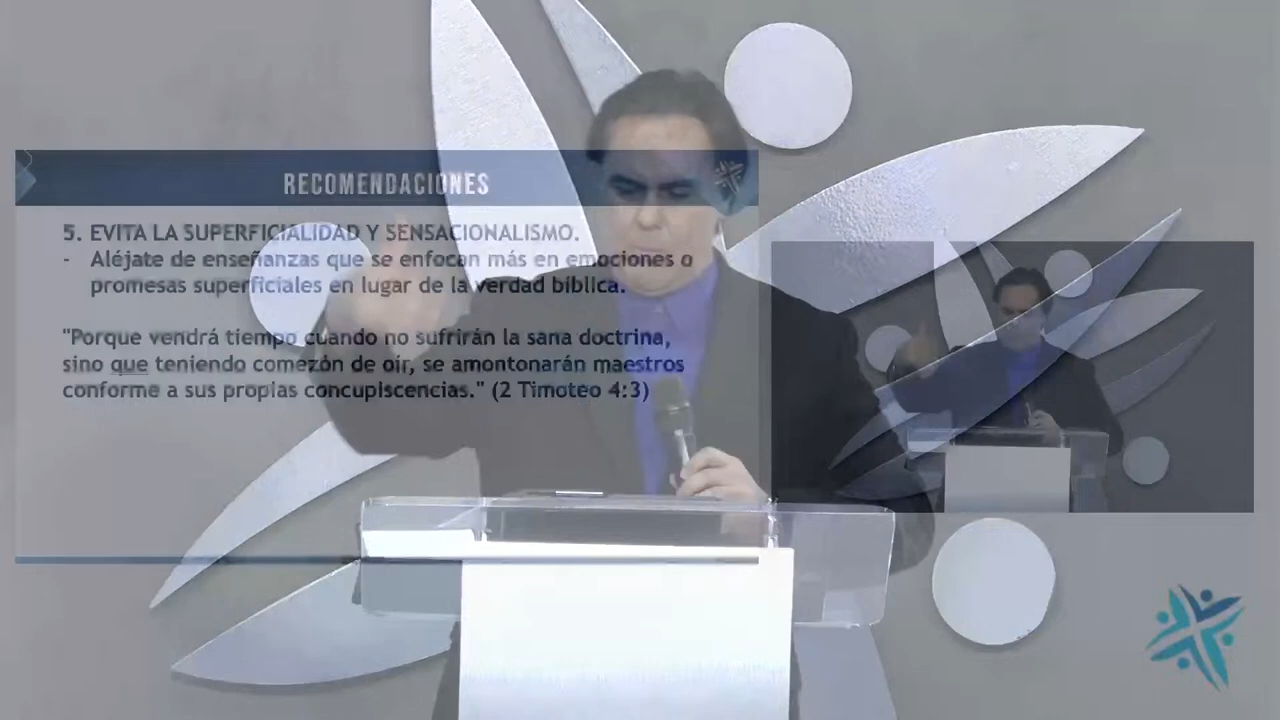 RECOMENDACIONES
5. EVITA LA SUPERFICIALIDAD Y SENSACIONALISMO.
- Aléjate de enseñanzas que se enfocan más en emociones o
promesas superficiales en lugar de la verdad bíblica.
"Porque vendrá tiempo cuando no sufrirán la sana doctrina,
sino que teniendo comezón de oír, se amontonarán maestros
conforme a sus propias concupiscencias." (2 Timoteo 4:3)